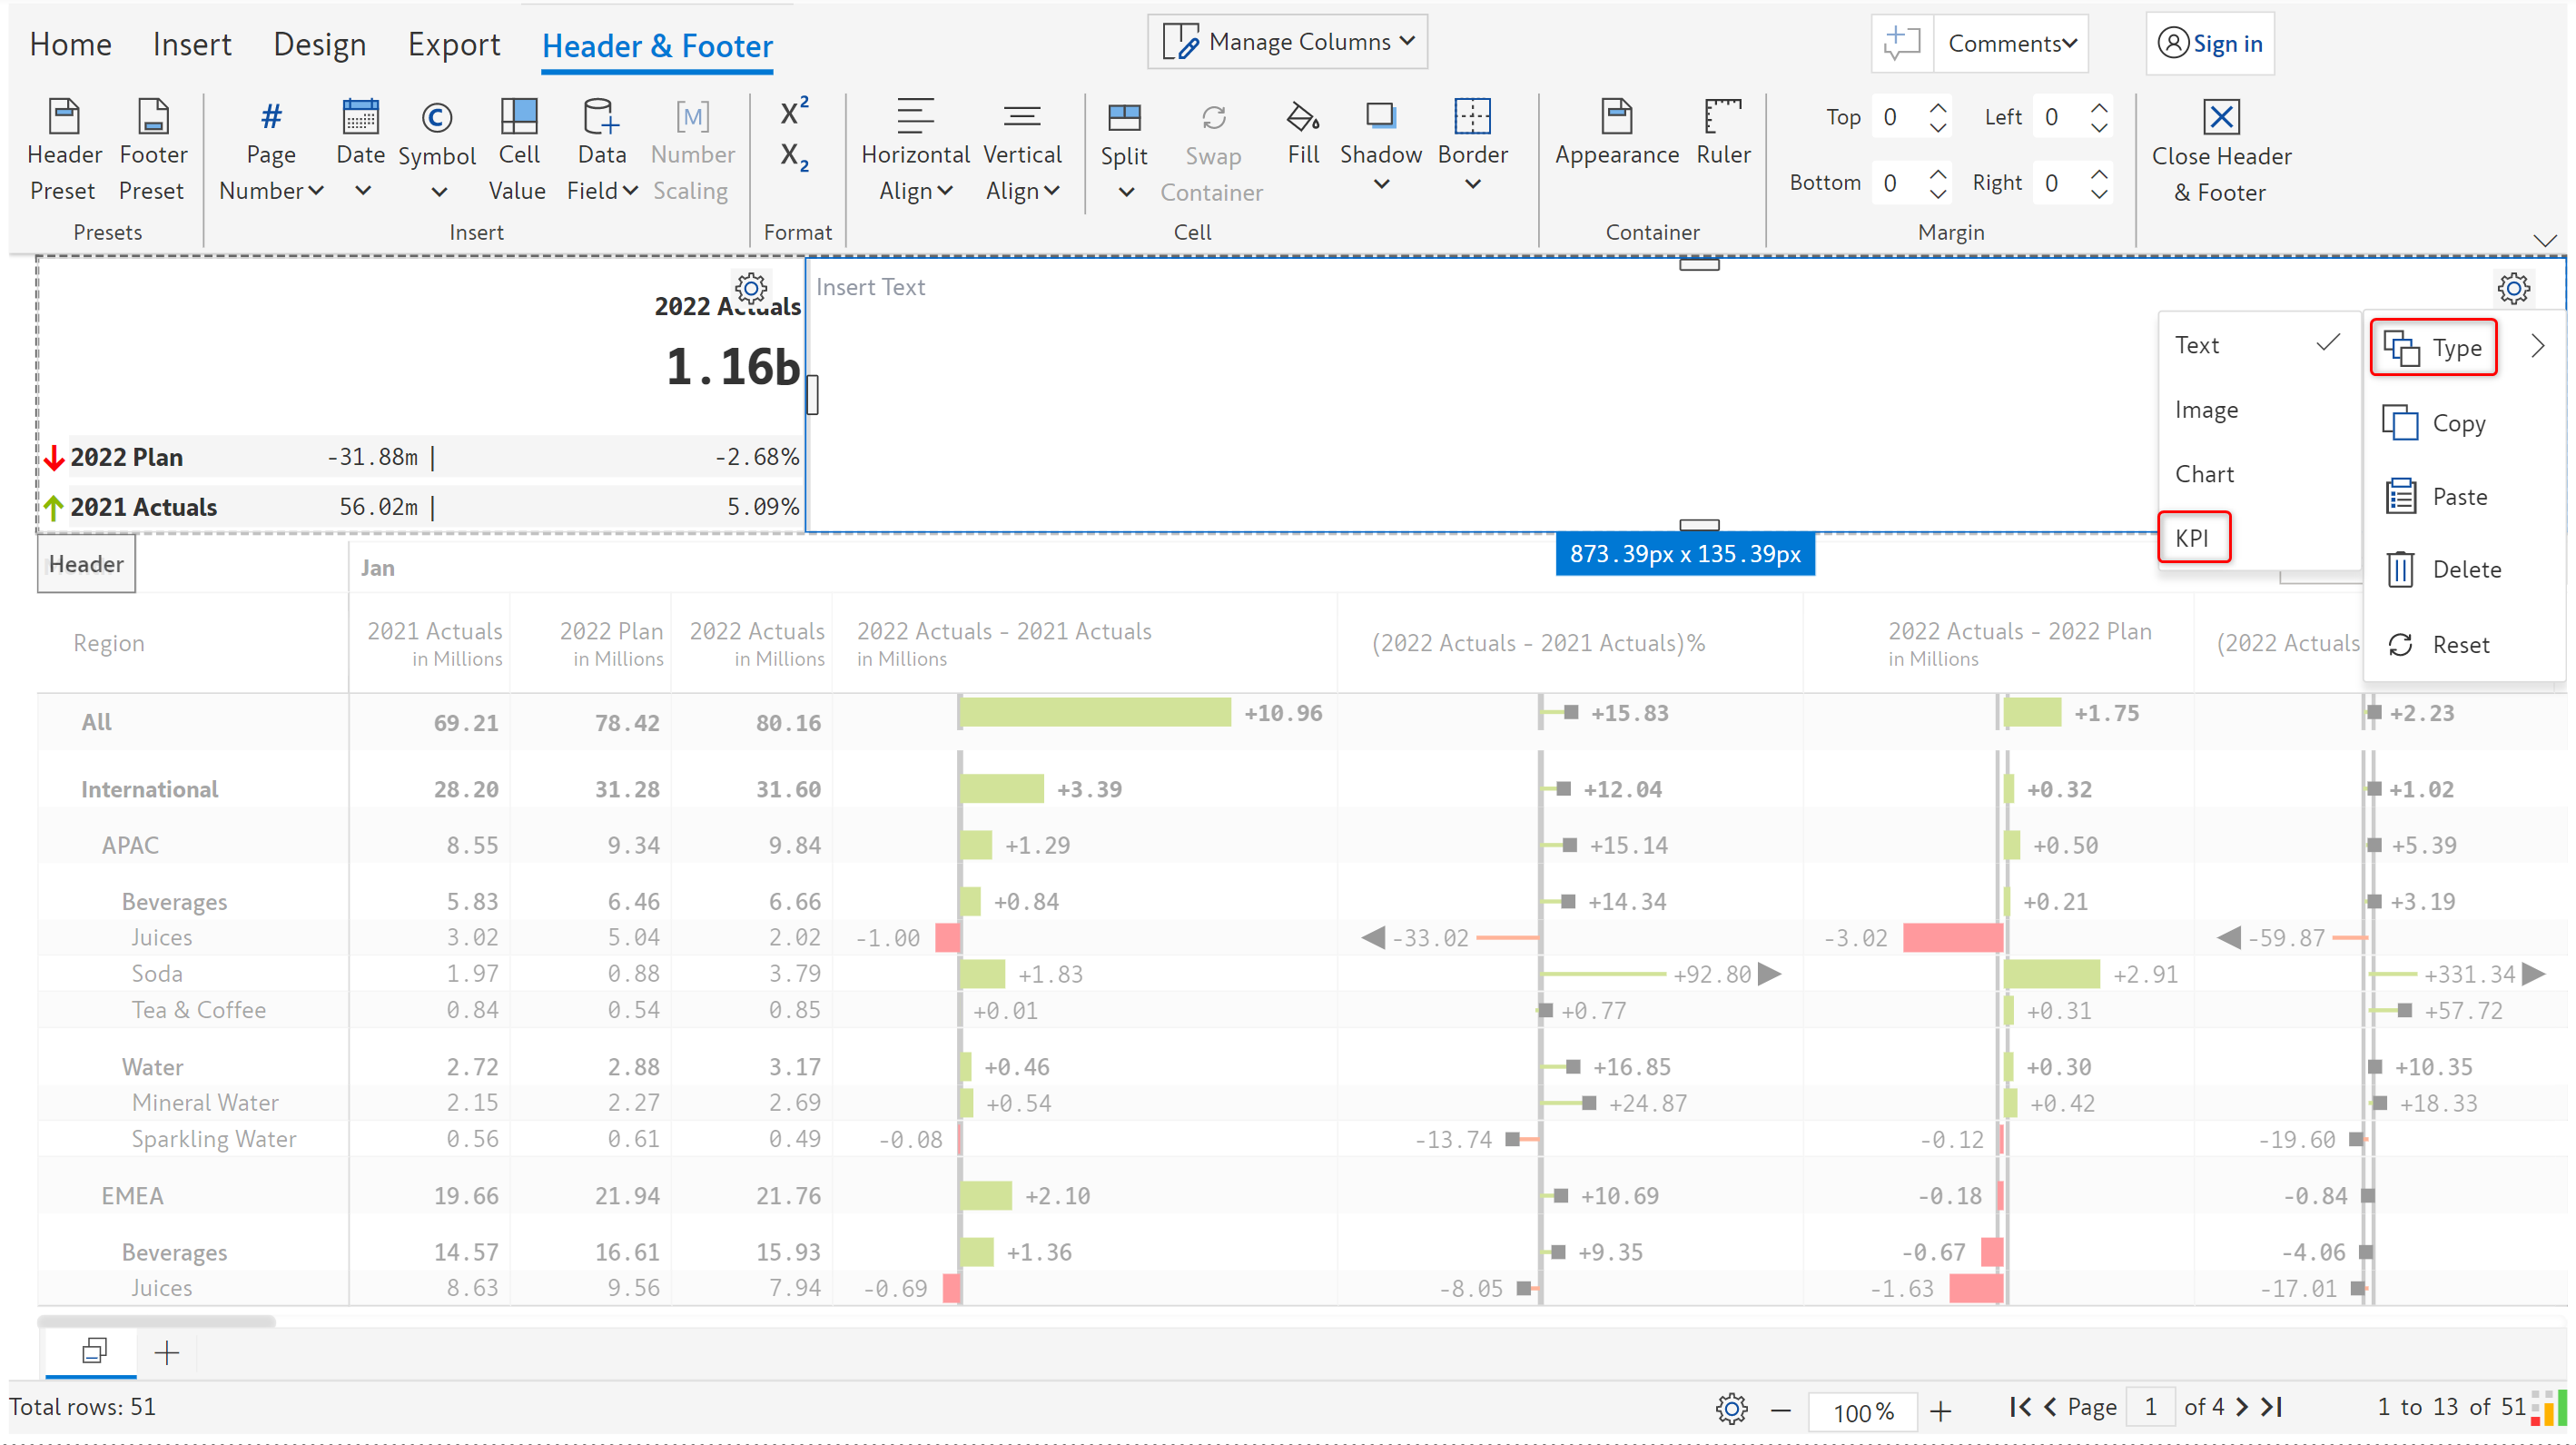 Home Insert Design Export Header & Footer Manage Columns Comments Sign in
Header Preset
Footer Preset
Page Number
Date
Symbol
Cell Value
Data Field
Number Scaling
X²
X₂
Horizontal Align
Vertical Align
Split
Swap Container
Fill
Shadow
Border
Appearance
Ruler
Top 0 Left 0
Bottom 0 Right 0
Close Header & Footer
Presets Insert Format Cell Container Margin
2022 Actuals
1.16b
2022 Plan -31.88m -2.68%
2021 Actuals 56.02m 5.09%
Insert Text
Text
Image
Chart
KPI
Type
Copy
Paste
Delete
Reset
873.39px x 135.39px
Header
Jan
Region
2021 Actuals in Millions
2022 Plan in Millions
2022 Actuals in Millions
2022 Actuals - 2021 Actuals in Millions
(2022 Actuals - 2021 Actuals)%
2022 Actuals - 2022 Plan in Millions
(2022 Actuals
All 69.21 78.42 80.16 +10.96 +15.83 +1.75 +2.23
International 28.20 31.28 31.60 +3.39 +12.04 +0.32 +1.02
APAC 8.55 9.34 9.84 +1.29 +15.14 +0.50 +5.39
Beverages 5.83 6.46 6.66 +0.84 +14.34 +0.21 +3.19
Juices 3.02 5.04 2.02 -1.00 -33.02 -3.02 -59.87
Soda 1.97 0.88 3.79 +1.83 +92.80 +2.91 +331.34
Tea & Coffee 0.84 0.54 0.85 +0.01 +0.77 +0.31 +57.72
Water 2.72 2.88 3.17 +0.46 +16.85 +0.30 +10.35
Mineral Water 2.15 2.27 2.69 +0.54 +24.87 +0.42 +18.33
Sparkling Water 0.56 0.61 0.49 -0.08 -13.74 -0.12 -19.60
EMEA 19.66 21.94 21.76 +2.10 +10.69 -0.18 -0.84
Beverages 14.57 16.61 15.93 +1.36 +9.35 -0.67 -4.06
Juices 8.63 9.56 7.94 -0.69 -8.05 -1.63 -17.01
Total rows: 51 100% Page 1 of 4 1 to 13 of 51